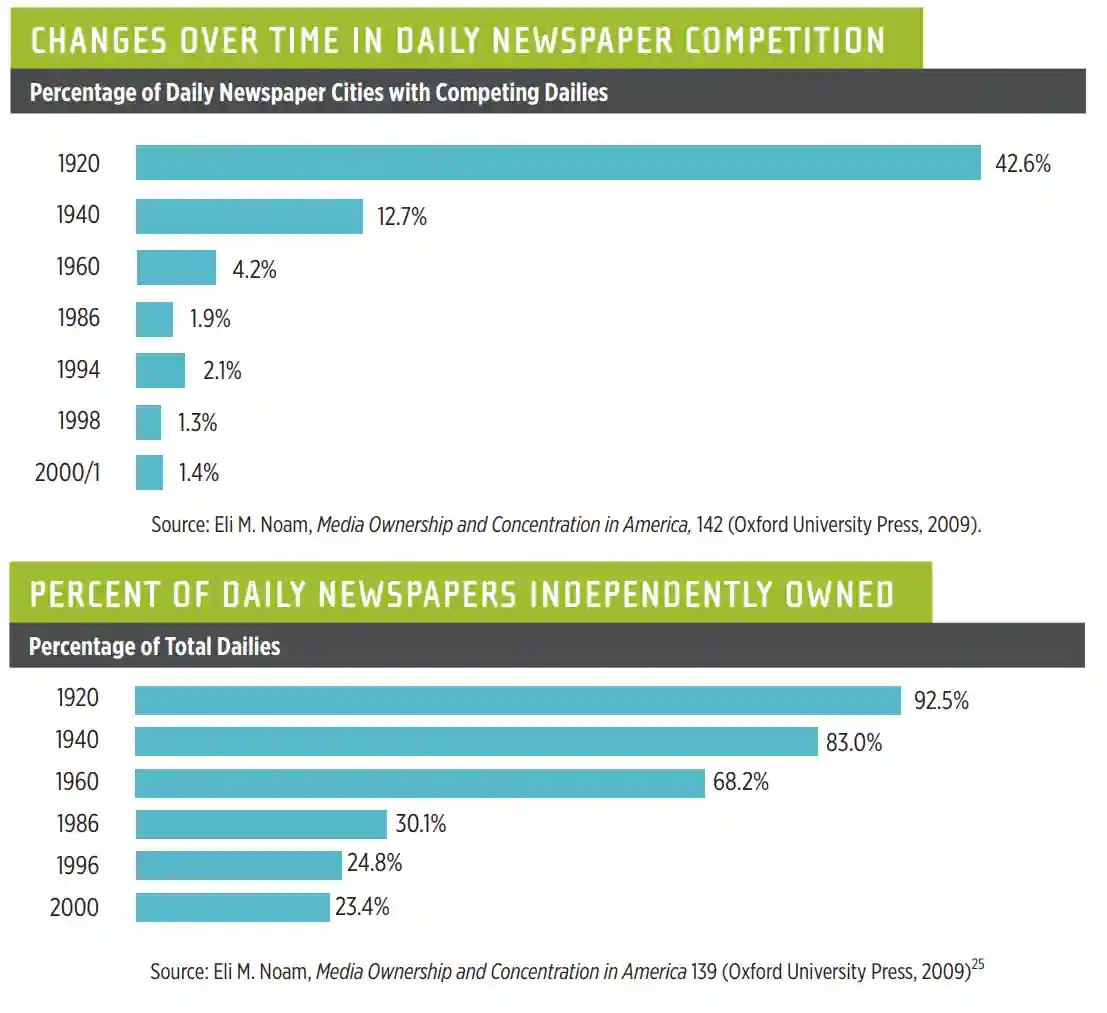 CHANGES OVER TIME IN DAILY NEWSPAPER COMPETITION
Percentage of Daily Newspaper Cities with Competing Dailies
1920 42.6%
1940 12.7%
1960 4.2%
1986 1.9%
1994 2.1%
1998 1.3%
2000/1 1.4%
Source: Eli M. Noam, Media Ownership and Concentration in America, 142 (Oxford University Press, 2009).
PERCENT OF DAILY NEWSPAPERS INDEPENDENTLY OWNED
Percentage of Total Dailies
1920 92.5%
1940 83.0%
1960 68.2%
1986 30.1%
1996 24.8%
2000 23.4%
Source: Eli M. Noam, Media Ownership and Concentration in America 139 (Oxford University Press, 2009)25